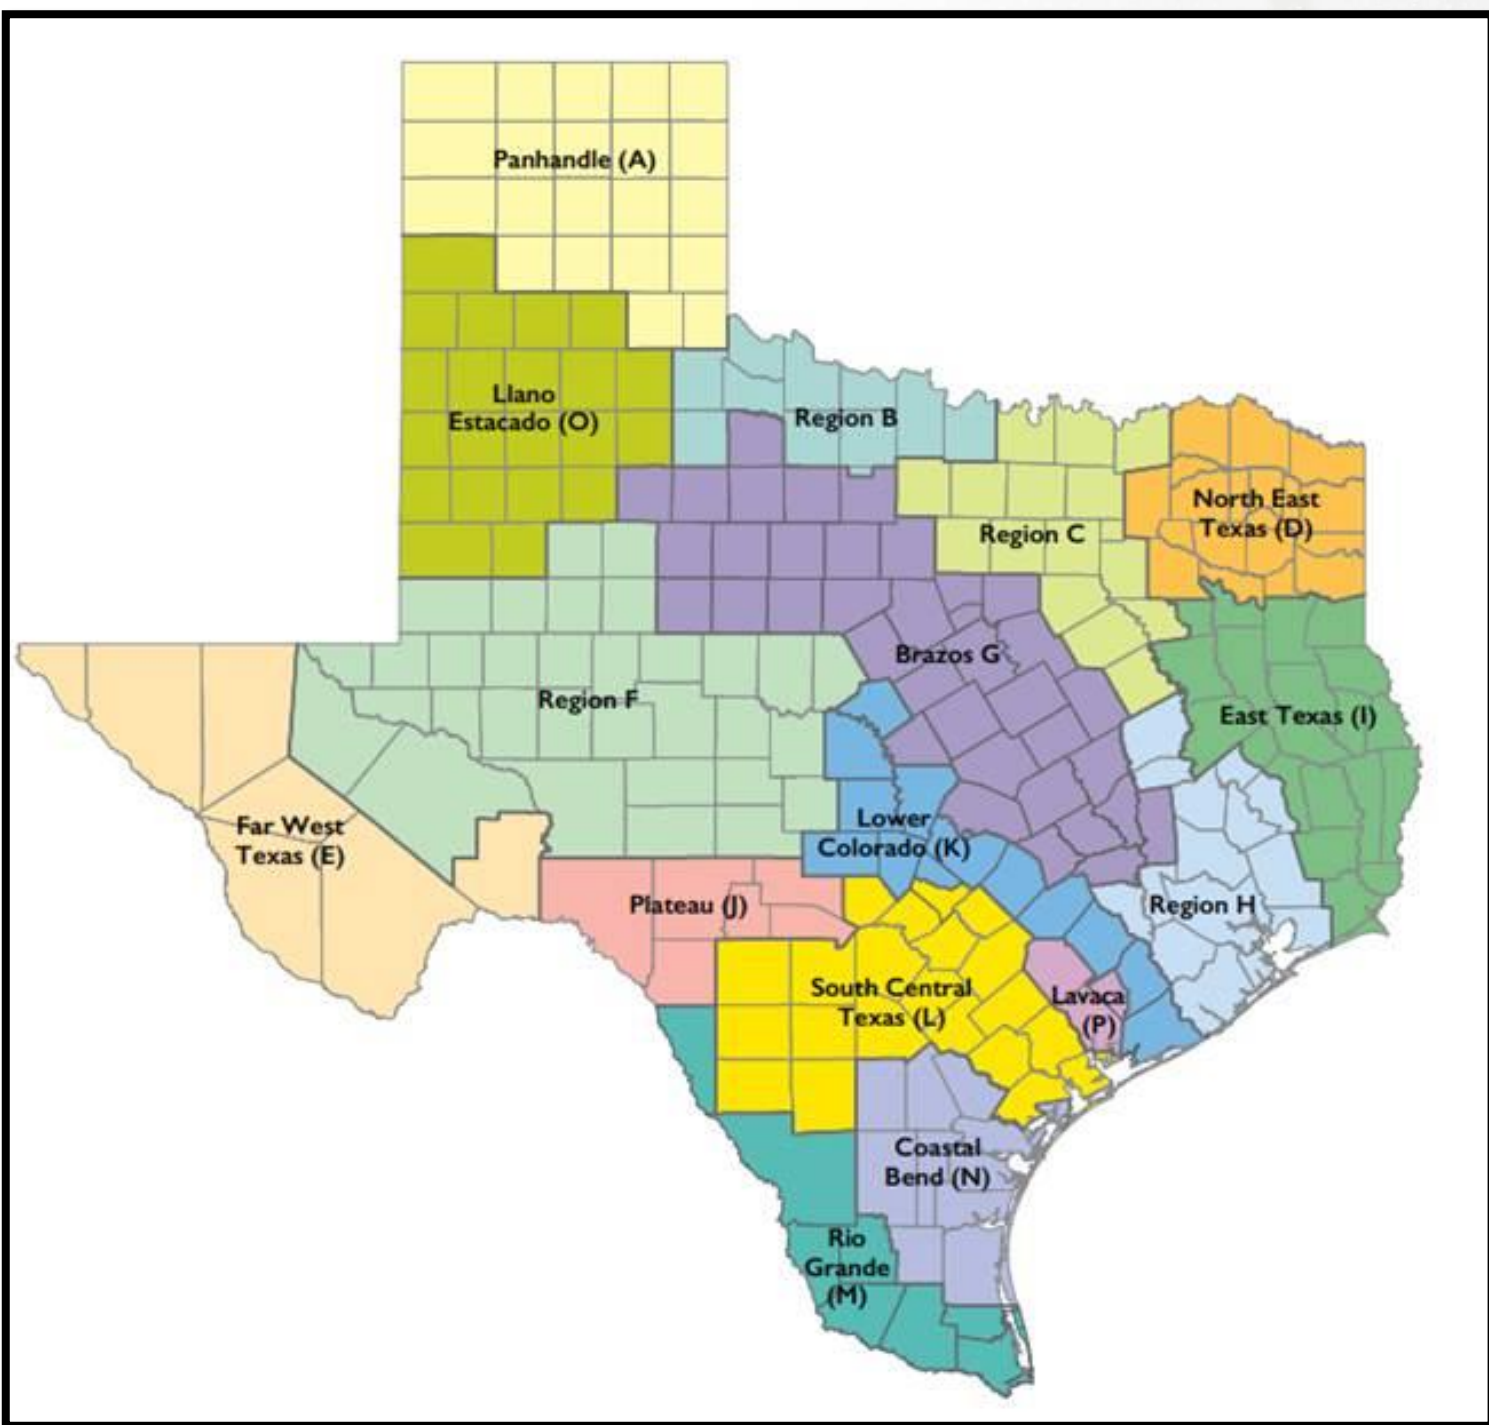 Panhandle (A)
Llano
Estacado (O)
Region B
North East
Texas (D)
Region C
Brazos G
Region F
East Texas (I)
Far West
Texas (E)
Lower
Colorado (K)
Plateau (J)
Region H
South Central
Texas (L)
Lavaca
(P)
Coastal
Bend (N)
Rio
Grande
(M)